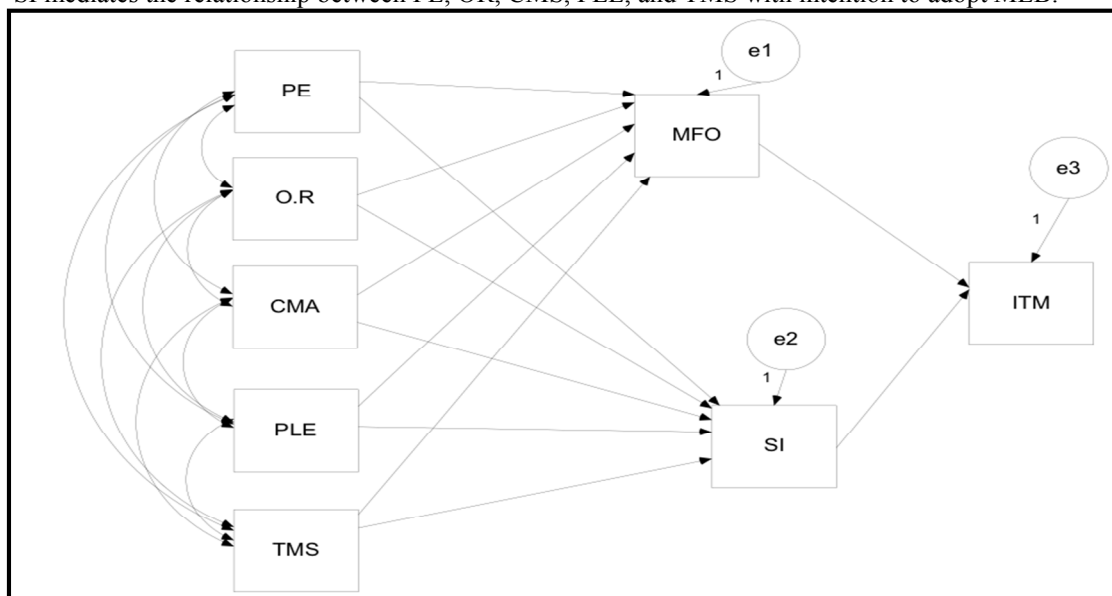 SI mediates the relationship between PE, OR, CMS, PLE, and TMS with intention to adopt MLB.
e1
1
PE
MFO
e3
O.R
1
CMA
ITM
e2
1
PLE
SI
TMS